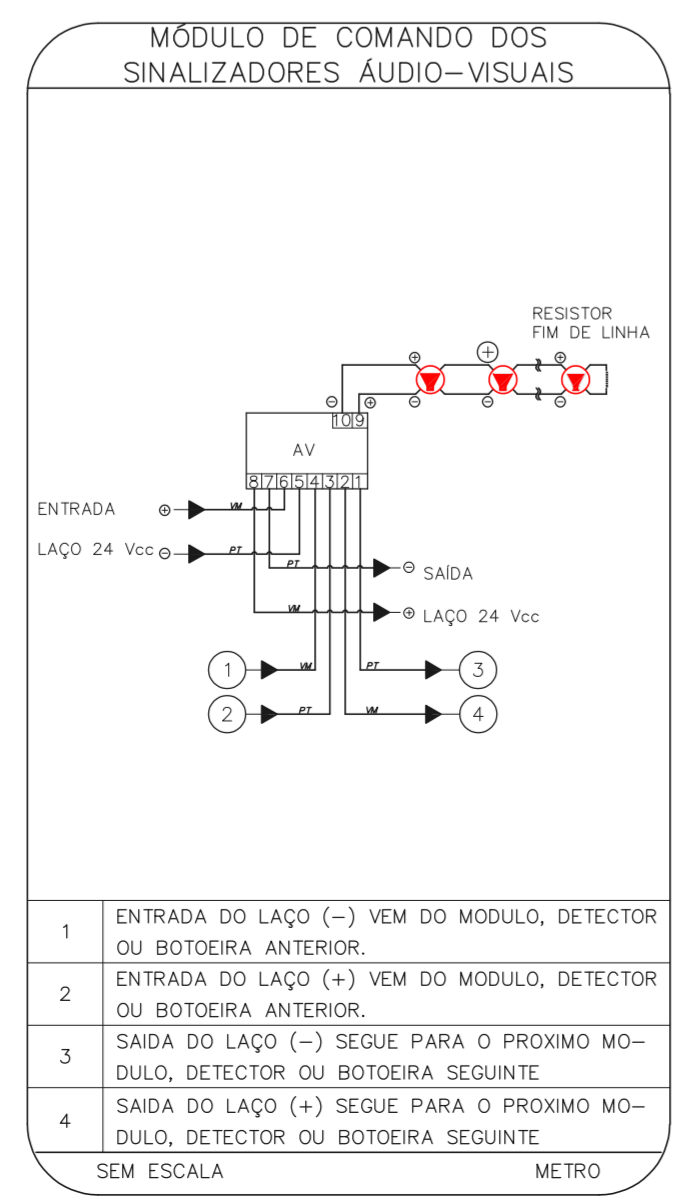 MÓDULO DE COMANDO DOS
SINALIZADORES ÁUDIO-VISUAIS
RESISTOR
FIM DE LINHA
+ + +
- + - - -
10 9
AV
8 7 6 5 4 3 2 1
ENTRADA + VM
LAÇO 24 Vcc - PT
PT - SAÍDA
VM + LAÇO 24 Vcc
1 VM PT 3
2 PT VM 4
1 ENTRADA DO LAÇO (-) VEM DO MODULO, DETECTOR
OU BOTOEIRA ANTERIOR.
2 ENTRADA DO LAÇO (+) VEM DO MODULO, DETECTOR
OU BOTOEIRA ANTERIOR.
3 SAIDA DO LAÇO (-) SEGUE PARA O PROXIMO MO-
DULO, DETECTOR OU BOTOEIRA SEGUINTE
4 SAIDA DO LAÇO (+) SEGUE PARA O PROXIMO MO-
DULO, DETECTOR OU BOTOEIRA SEGUINTE
SEM ESCALA METRO